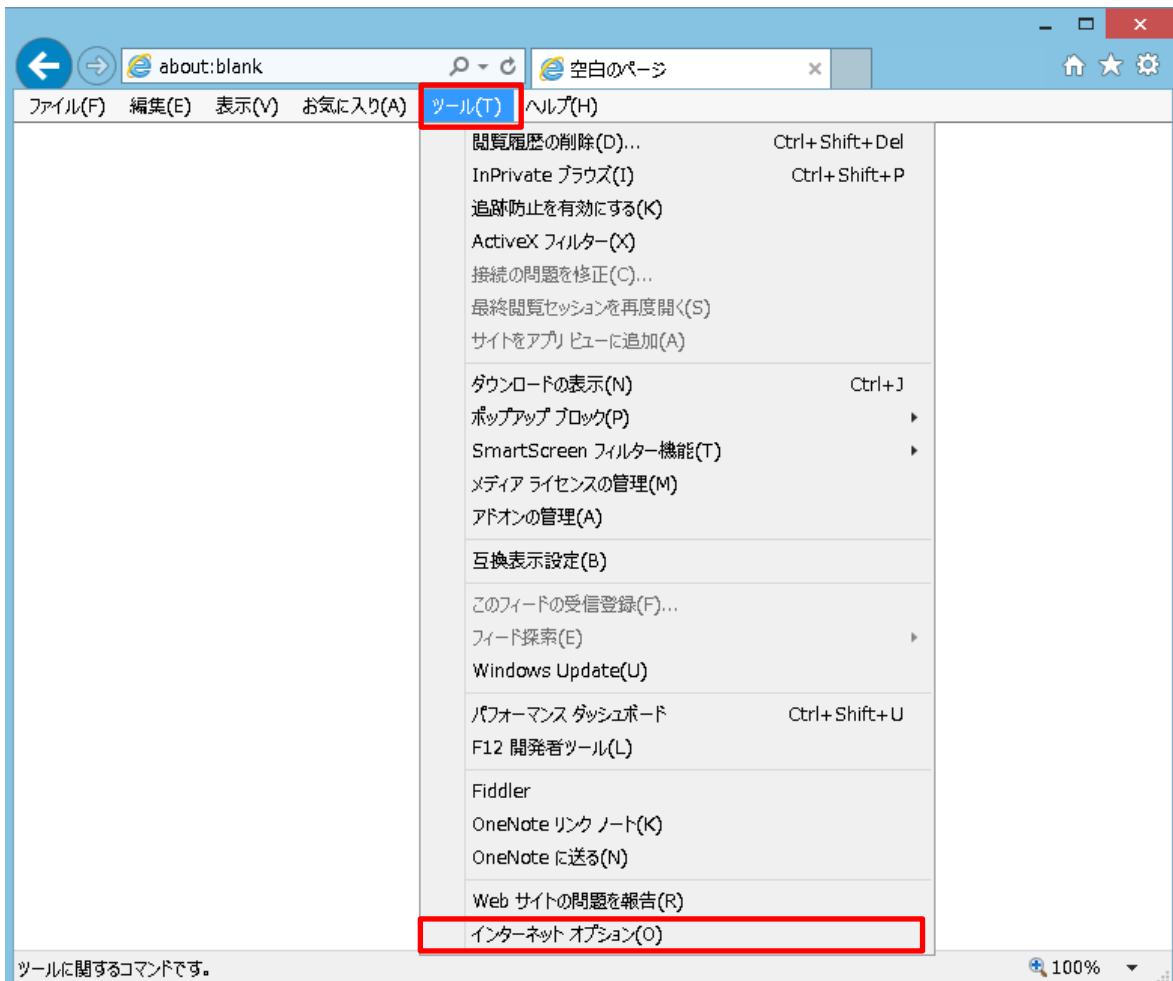 about:blank
空白のページ
ファイル(F) 編集(E) 表示(V) お気に入り(A) ツール(T) ヘルプ(H)
閲覧履歴の削除(D)... Ctrl+Shift+Del
InPrivate ブラウズ(I) Ctrl+Shift+P
追跡防止を有効にする(K)
ActiveX フィルター(X)
接続の問題を修正(C)...
最終閲覧セッションを再度開く(S)
サイトをアプリ ビューに追加(A)
ダウンロードの表示(N) Ctrl+J
ポップアップ ブロック(P)
SmartScreen フィルター機能(T)
メディア ライセンスの管理(M)
アドオンの管理(A)
互換表示設定(B)
このフィードの受信登録(F)...
フィード探索(E)
Windows Update(U)
パフォーマンス ダッシュボード Ctrl+Shift+U
F12 開発者ツール(L)
Fiddler
OneNote リンク ノート(K)
OneNote に送る(N)
Web サイトの問題を報告(R)
インターネット オプション(O)
ツールに関するコマンドです。 100%